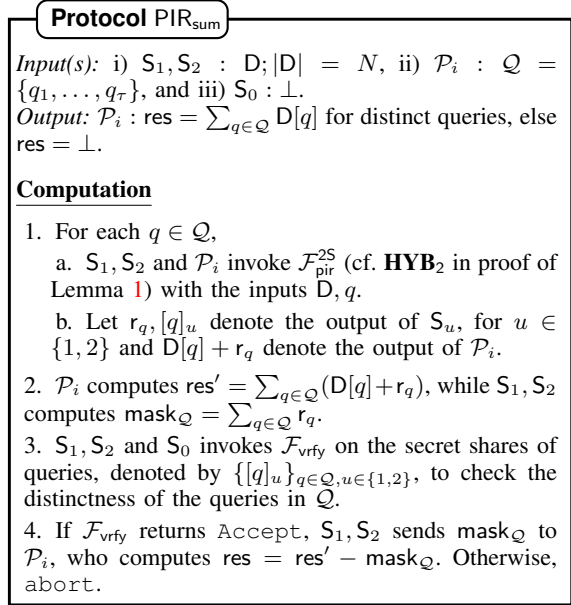 Protocol PIR_sum
Input(s): i) S_1, S_2 : D; |D| = N, ii) P_i : Q =
{q_1, . . . , q_τ}, and iii) S_0 : ⊥.
Output: P_i : res = ∑_{q∈Q} D[q] for distinct queries, else
res = ⊥.
Computation
1. For each q ∈ Q,
a. S_1, S_2 and P_i invoke F_pir^2S (cf. HYB_2 in proof of
Lemma 1) with the inputs D, q.
b. Let r_q, [q]_u denote the output of S_u, for u ∈
{1, 2} and D[q] + r_q denote the output of P_i.
2. P_i computes res′ = ∑_{q∈Q}(D[q]+r_q), while S_1, S_2
computes mask_Q = ∑_{q∈Q} r_q.
3. S_1, S_2 and S_0 invokes F_vrfy on the secret shares of
queries, denoted by {[q]_u}_{q∈Q,u∈{1,2}}, to check the
distinctness of the queries in Q.
4. If F_vrfy returns Accept, S_1, S_2 sends mask_Q to
P_i, who computes res = res′ − mask_Q. Otherwise,
abort.